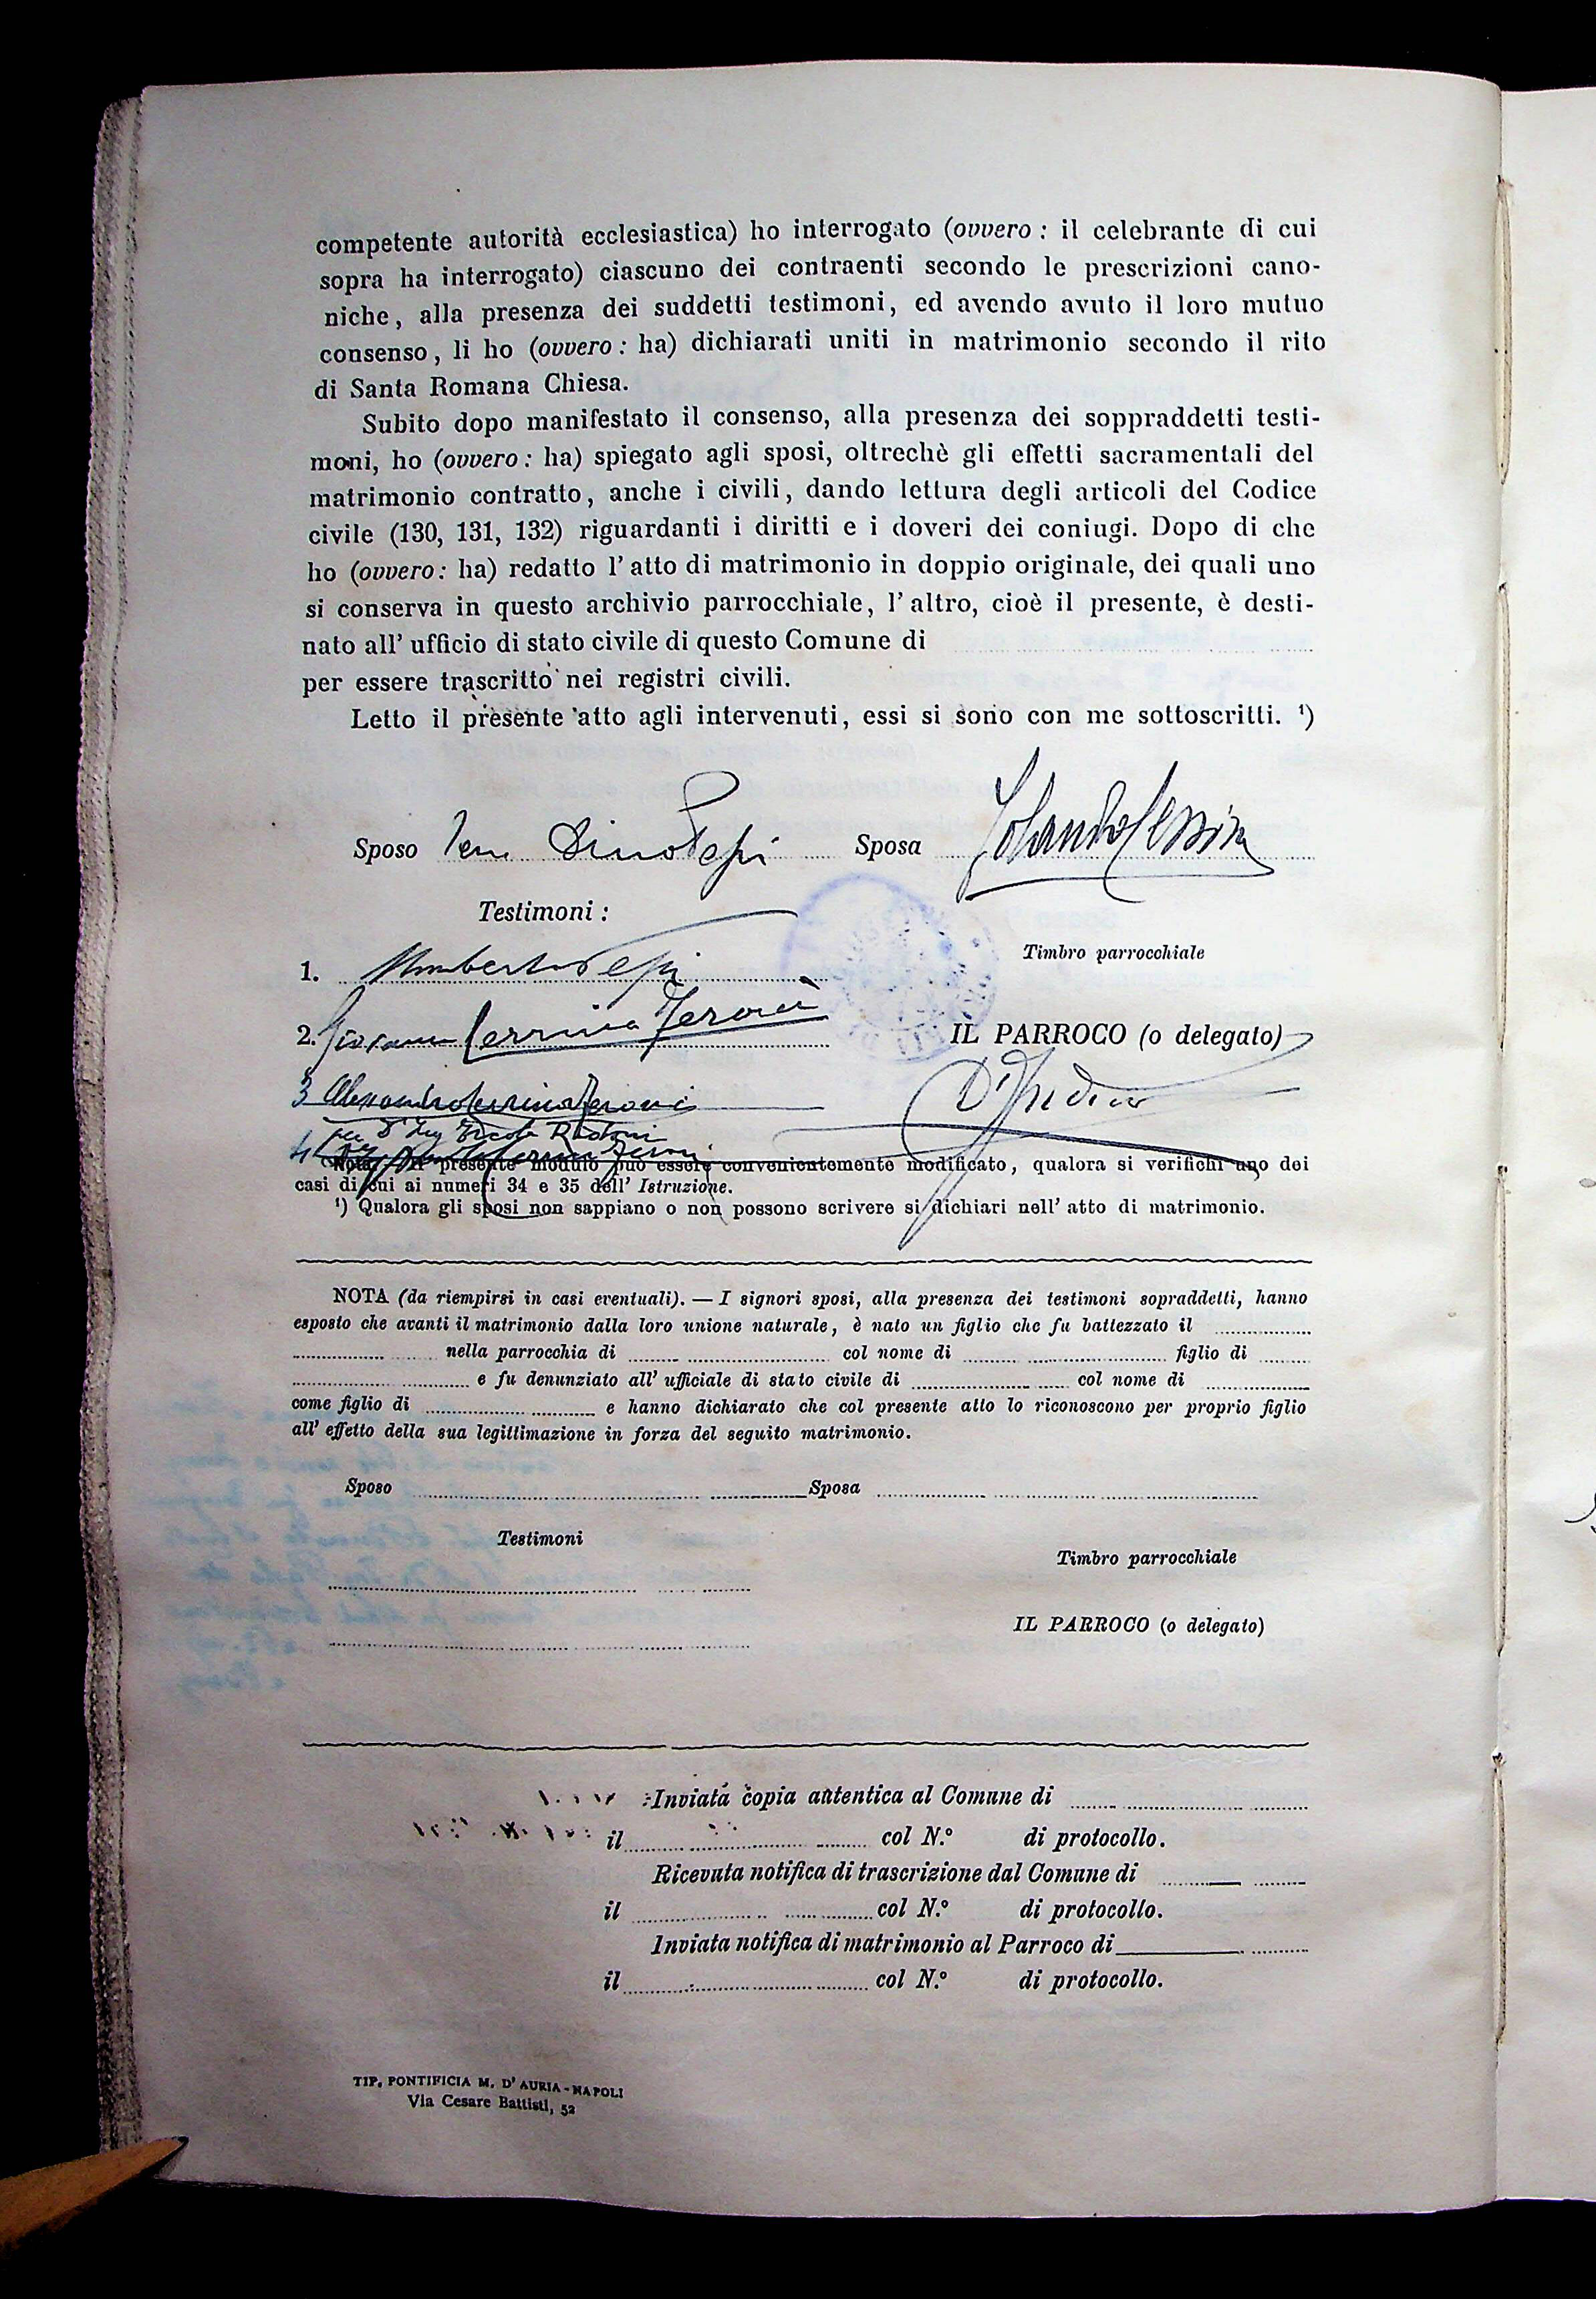 competente autorità ecclesiastica) ho interrogato (ovvero : il celebrante di cui
sopra ha interrogato) ciascuno dei contraenti secondo le prescrizioni cano-
niche, alla presenza dei suddetti testimoni, ed avendo avuto il loro mutuo
consenso, li ho (ovvero : ha) dichiarati uniti in matrimonio secondo il rito
di Santa Romana Chiesa.
Subito dopo manifestato il consenso, alla presenza dei soppraddetti testi-
moni, ho (ovvero : ha) spiegato agli sposi, oltrechè gli effetti sacramentali del
matrimonio contratto, anche i civili, dando lettura degli articoli del Codice
civile (130, 131, 132) riguardanti i diritti e i doveri dei coniugi. Dopo di che
ho (ovvero : ha) redatto l' atto di matrimonio in doppio originale, dei quali uno
si conserva in questo archivio parrocchiale, l' altro, cioè il presente, è desti-
nato all' ufficio di stato civile di questo Comune di
per essere trascritto nei registri civili.
Letto il presente atto agli intervenuti, essi si sono con me sottoscritti. ¹)
Sposo Dino Sposa
Testimoni :
Timbro parrocchiale
1. Umberto
2. Giovanni
IL PARROCO (o delegato)
3 Alessandro
4
Nota. Il presente modulo può essere convenientemente modificato, qualora si verifichi uno dei
casi di cui ai numeri 34 e 35 dell' Istruzione.
¹) Qualora gli sposi non sappiano o non possono scrivere si dichiari nell' atto di matrimonio.
NOTA (da riempirsi in casi eventuali). — I signori sposi, alla presenza dei testimoni sopraddetti, hanno
esposto che avanti il matrimonio dalla loro unione naturale, è nato un figlio che fu battezzato il
nella parrocchia di col nome di figlio di
e fu denunziato all' ufficiale di stato civile di col nome di
come figlio di e hanno dichiarato che col presente atto lo riconoscono per proprio figlio
all' effetto della sua legittimazione in forza del seguito matrimonio.
Sposo Sposa
Testimoni
Timbro parrocchiale
IL PARROCO (o delegato)
Inviata copia autentica al Comune di
il col N.º di protocollo.
Ricevuta notifica di trascrizione dal Comune di
il col N.º di protocollo.
Inviata notifica di matrimonio al Parroco di
il col N.º di protocollo.
TIP. PONTIFICIA M. D' AURIA - NAPOLI
Via Cesare Battisti, 52